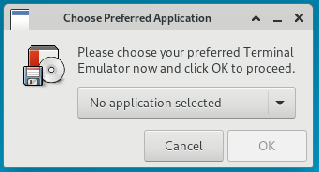 Choose Preferred Application
Please choose your preferred Terminal
Emulator now and click OK to proceed.
No application selected
Cancel
OK